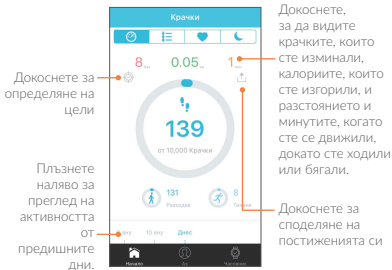 Крачки
8
0.05
1
139
от 10,000 Крачки
131
Разходка
8
ену
10 яну
Днес
Начало
Аз
Часовник
Докоснете за
определяне на
цели
Плъзнете
наляво за
преглед на
активността
от
предишните
дни.
Докоснете,
за да видите
крачките, които
сте изминали,
калориите, които
сте изгорили, и
разстоянието и
минутите, когато
сте се движили,
докато сте ходили
или бягали.
Докоснете за
споделяне на
постиженията си